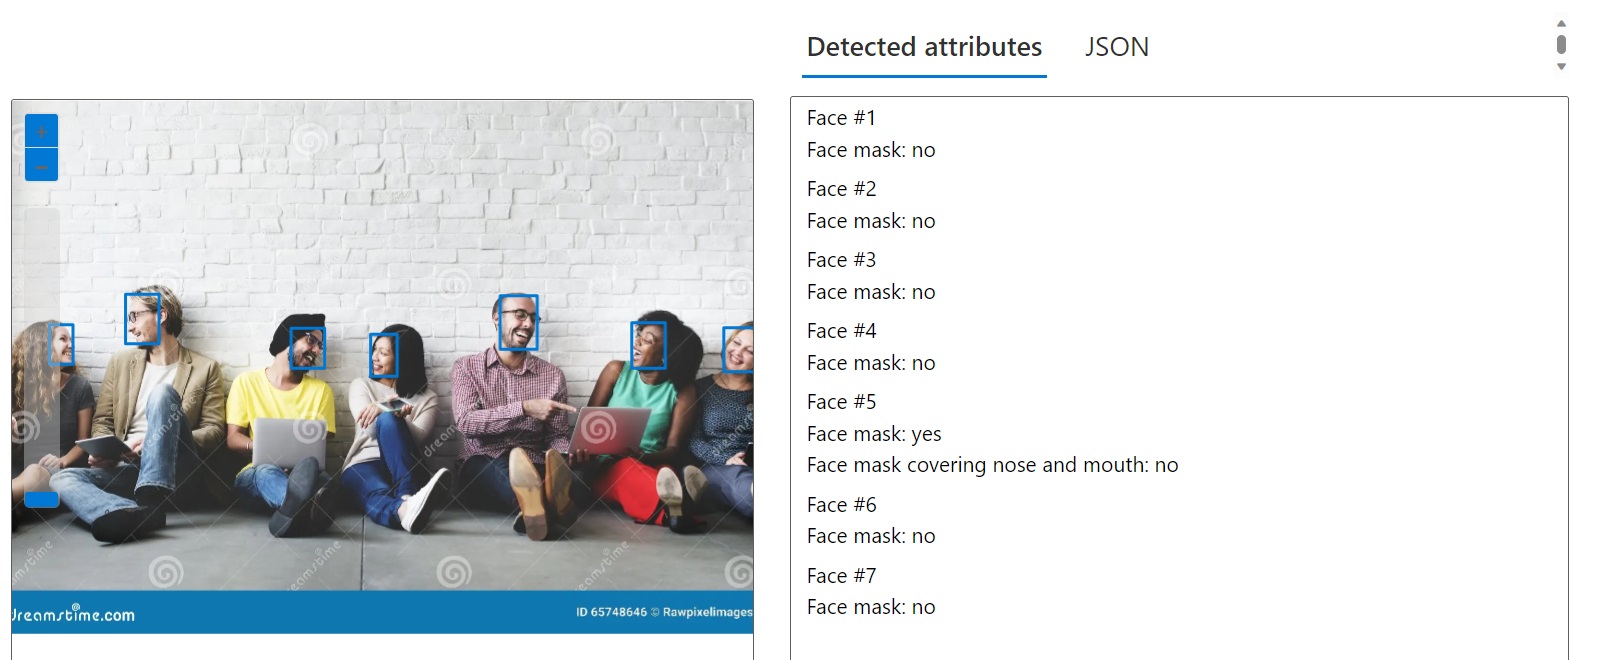 Detected attributes
JSON
+
−
Face #1
Face mask: no
Face #2
Face mask: no
Face #3
Face mask: no
Face #4
Face mask: no
Face #5
Face mask: yes
Face mask covering nose and mouth: no
Face #6
Face mask: no
Face #7
Face mask: no
dreamstime
dreamstime.com
ID 65748646 © Rawpixelimages